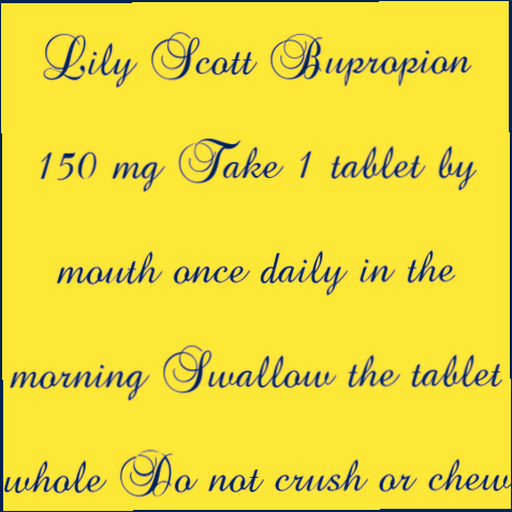 Lily Scott Bupropion
150 mg Take 1 tablet by
mouth once daily in the
morning Swallow the tablet
whole Do not crush or chew